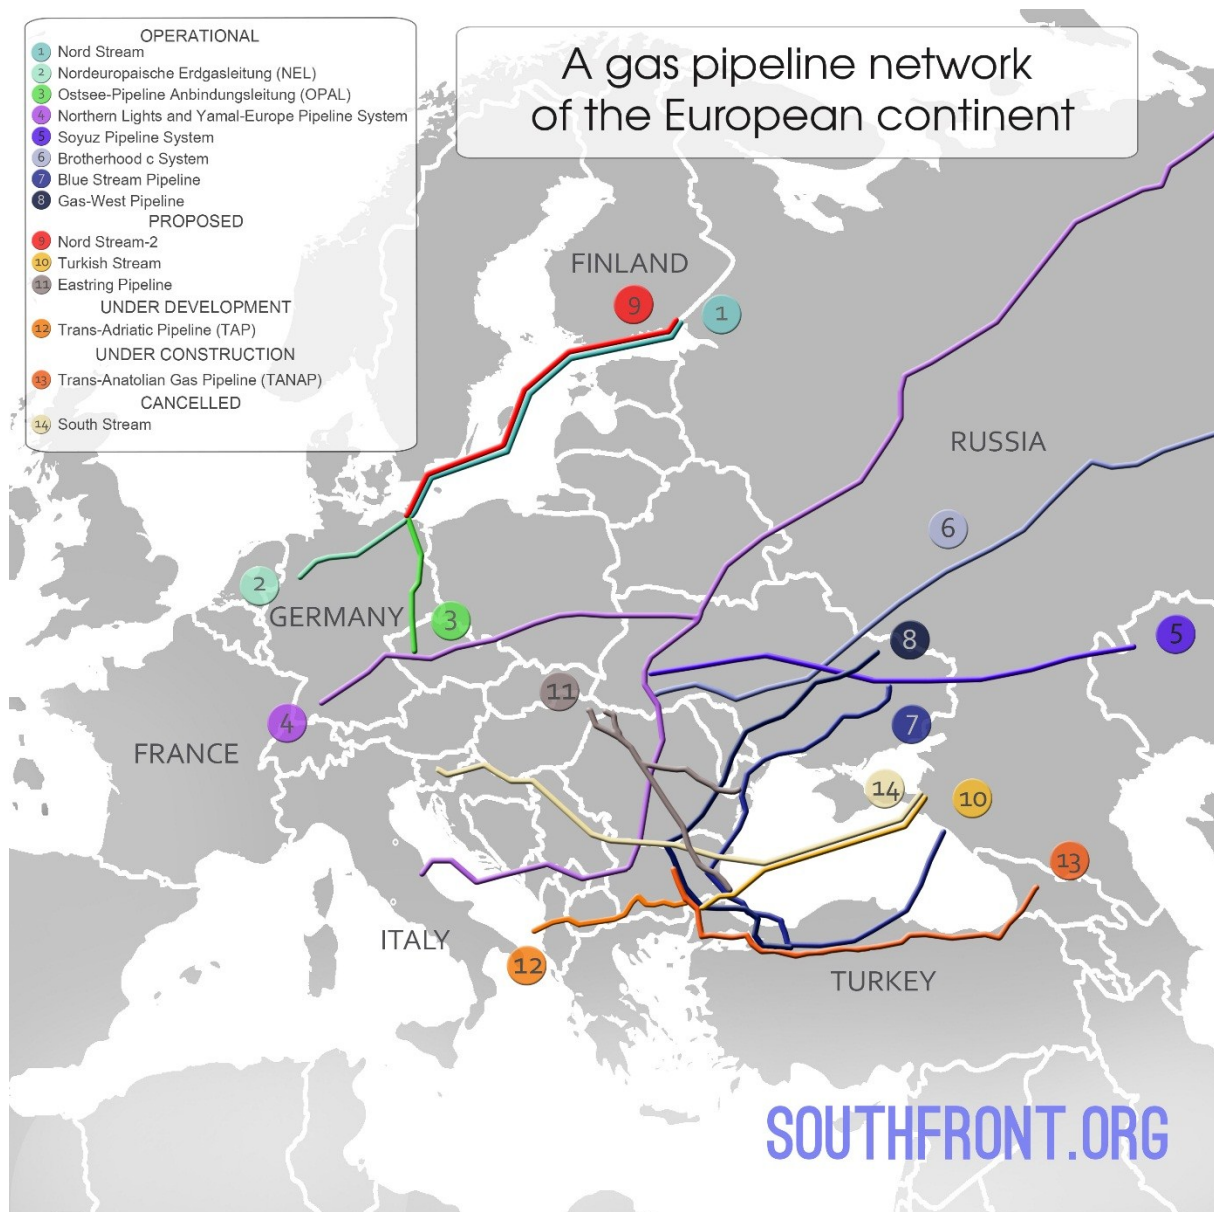 OPERATIONAL
1 Nord Stream
2 Nordeuropaische Erdgasleitung (NEL)
3 Ostsee-Pipeline Anbindungsleitung (OPAL)
4 Northern Lights and Yamal-Europe Pipeline System
5 Soyuz Pipeline System
6 Brotherhood c System
7 Blue Stream Pipeline
8 Gas-West Pipeline
PROPOSED
9 Nord Stream-2
10 Turkish Stream
11 Eastring Pipeline
UNDER DEVELOPMENT
12 Trans-Adriatic Pipeline (TAP)
UNDER CONSTRUCTION
13 Trans-Anatolian Gas Pipeline (TANAP)
CANCELLED
14 South Stream
A gas pipeline network
of the European continent
FINLAND
9
1
RUSSIA
6
2
GERMANY
3
8
5
11
4
7
FRANCE
14
10
13
ITALY
12
TURKEY
SOUTHFRONT.ORG